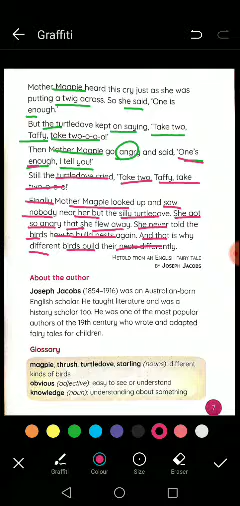 Graffiti
Mother Magpie heard this cry just as she was
putting a twig across. So she said, 'One is
enough.'
But the turtledove kept on saying, 'Take two,
Taffy, take two-o-o-o!'
Then Mother Magpie got angry and said, 'One's
enough, I tell you!'
Still the turtledove cried, 'Take two, Taffy, take
two-o-o-o!'
Finally Mother Magpie looked up and saw
nobody near her but the silly turtledove. She got
so angry that she flew away. She never told the
birds how to build nests again. And that is why
different birds build their nests differently.
Retold from an English fairy tale
by Joseph Jacobs
About the author
Joseph Jacobs (1854–1916) was an Australian-born
English scholar. He taught literature and was a
history scholar too. He was one of the most popular
authors of the 19th century who wrote and adapted
fairy tales for children.
Glossary
magpie, thrush, turtledove, starling (nouns): different
kinds of birds
obvious (adjective): easy to see or understand
knowledge (noun): understanding about something
7
Graffiti
Colour
Size
Eraser